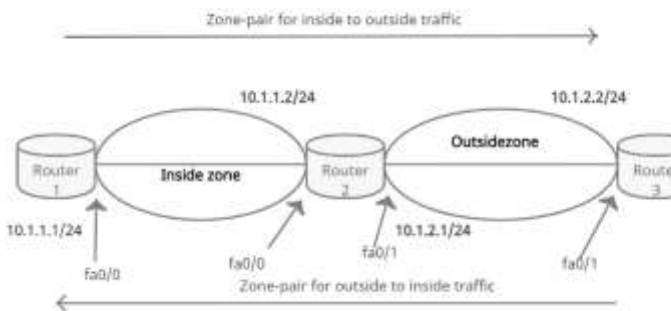 Zone-pair for inside to outside traffic
10.1.1.2/24
10.1.2.2/24
Router
1
Inside zone
Router
2
Outsidezone
Route
3
10.1.1.1/24
fa0/0
fa0/0
fa0/1
10.1.2.1/24
fa0/1
Zone-pair for outside to inside traffic